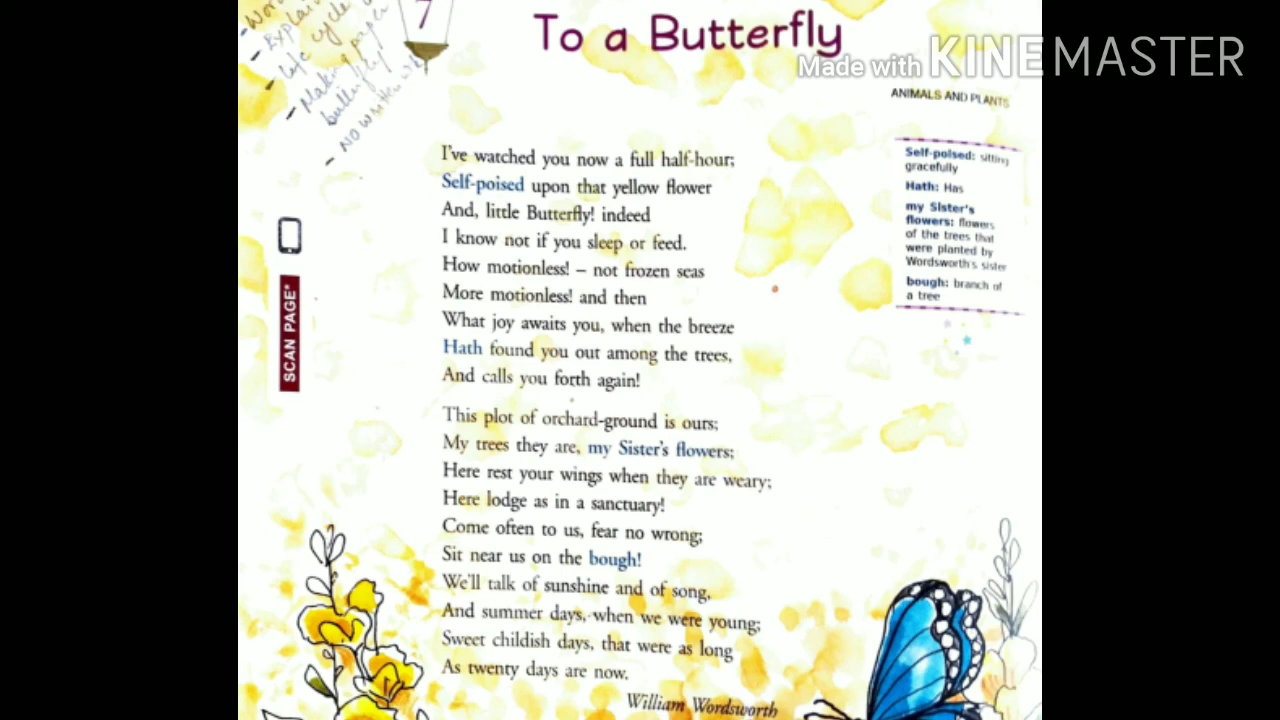 - Explai
- life cycle
- Making paper
butterfly
- NO written
7
To a Butterfly
Made with KINEMASTER
ANIMALS AND PLANTS
I've watched you now a full half-hour;
Self-poised upon that yellow flower
And, little Butterfly! indeed
I know not if you sleep or feed.
How motionless! – not frozen seas
More motionless! and then
What joy awaits you, when the breeze
Hath found you out among the trees,
And calls you forth again!
This plot of orchard-ground is ours;
My trees they are, my Sister's flowers;
Here rest your wings when they are weary;
Here lodge as in a sanctuary!
Come often to us, fear no wrong;
Sit near us on the bough!
We'll talk of sunshine and of song,
And summer days, when we were young;
Sweet childish days, that were as long
As twenty days are now.
William Wordsworth
Self-poised: sitting
gracefully
Hath: Has
my Sister's
flowers: flowers
of the trees that
were planted by
Wordsworth's sister
bough: branch of
a tree
SCAN PAGE*